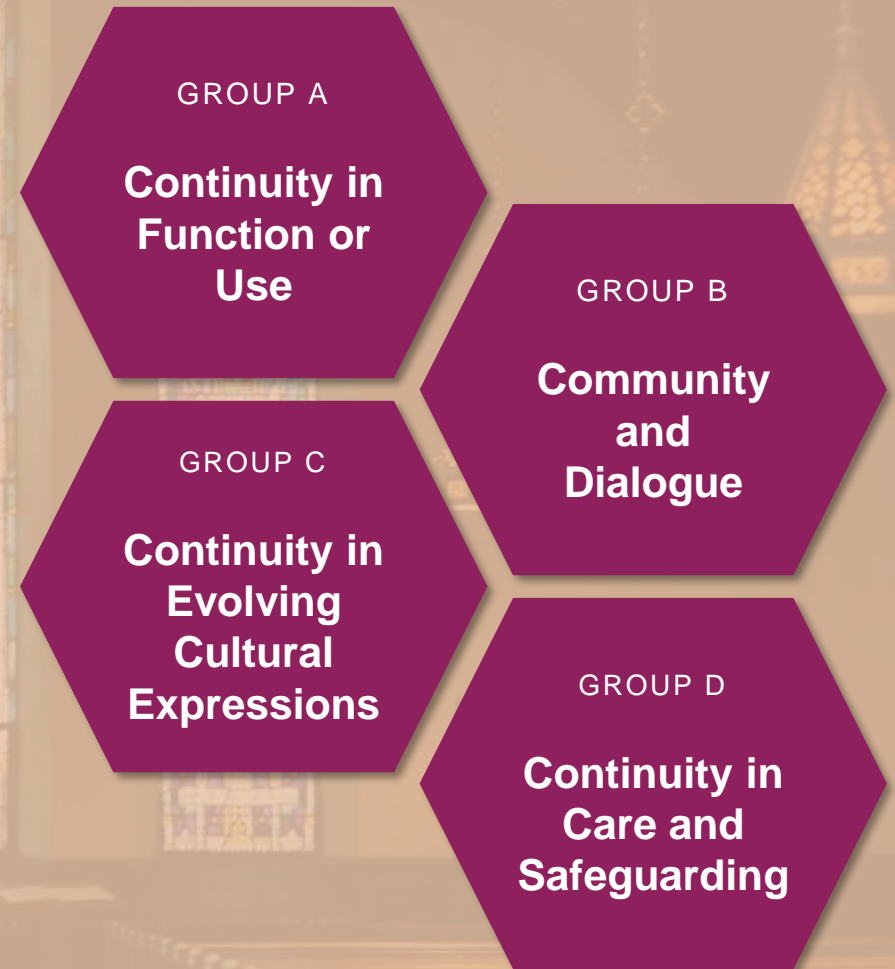 GROUP A
Continuity in
Function or
Use
GROUP B
Community
and
Dialogue
GROUP C
Continuity in
Evolving
Cultural
Expressions
GROUP D
Continuity in
Care and
Safeguarding